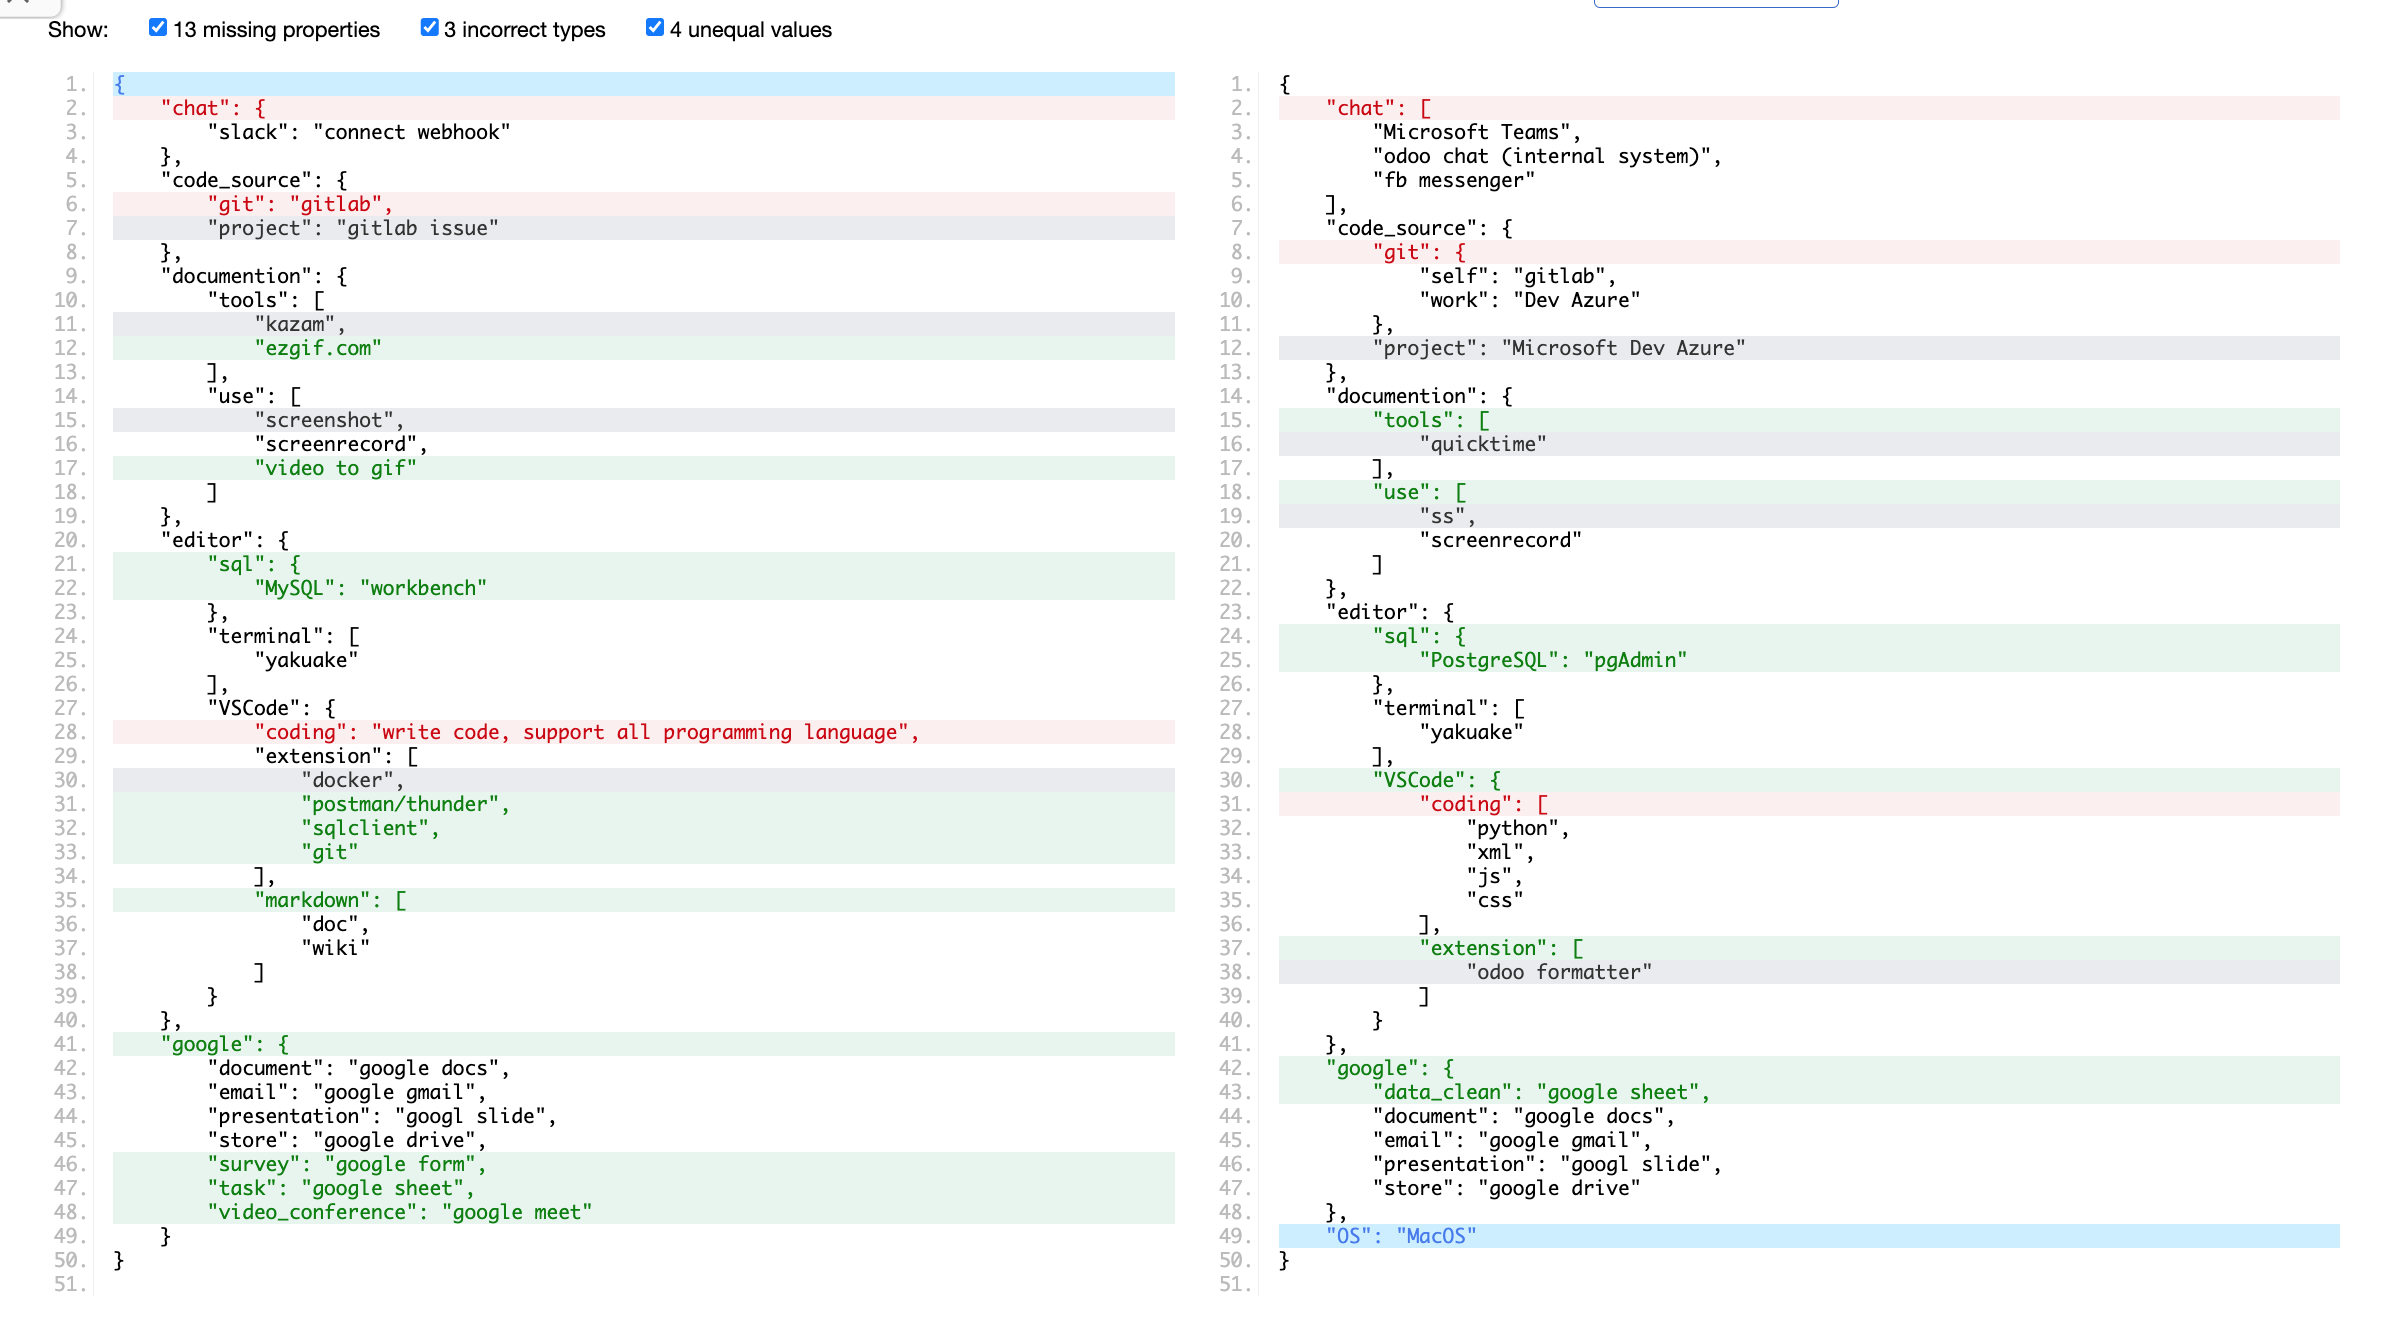 Show: 13 missing properties 3 incorrect types 4 unequal values
1. {
2. "chat": {
3. "slack": "connect webhook"
4. },
5. "code_source": {
6. "git": "gitlab",
7. "project": "gitlab issue"
8. },
9. "documention": {
10. "tools": [
11. "kazam",
12. "ezgif.com"
13. ],
14. "use": [
15. "screenshot",
16. "screenrecord",
17. "video to gif"
18. ]
19. },
20. "editor": {
21. "sql": {
22. "MySQL": "workbench"
23. },
24. "terminal": [
25. "yakuake"
26. ],
27. "VSCode": {
28. "coding": "write code, support all programming language",
29. "extension": [
30. "docker",
31. "postman/thunder",
32. "sqlclient",
33. "git"
34. ],
35. "markdown": [
36. "doc",
37. "wiki"
38. ]
39. }
40. },
41. "google": {
42. "document": "google docs",
43. "email": "google gmail",
44. "presentation": "googl slide",
45. "store": "google drive",
46. "survey": "google form",
47. "task": "google sheet",
48. "video_conference": "google meet"
49. }
50. }
51.
1. {
2. "chat": [
3. "Microsoft Teams",
4. "odoo chat (internal system)",
5. "fb messenger"
6. ],
7. "code_source": {
8. "git": {
9. "self": "gitlab",
10. "work": "Dev Azure"
11. },
12. "project": "Microsoft Dev Azure"
13. },
14. "documention": {
15. "tools": [
16. "quicktime"
17. ],
18. "use": [
19. "ss",
20. "screenrecord"
21. ]
22. },
23. "editor": {
24. "sql": {
25. "PostgreSQL": "pgAdmin"
26. },
27. "terminal": [
28. "yakuake"
29. ],
30. "VSCode": {
31. "coding": [
32. "python",
33. "xml",
34. "js",
35. "css"
36. ],
37. "extension": [
38. "odoo formatter"
39. ]
40. }
41. },
42. "google": {
43. "data_clean": "google sheet",
44. "document": "google docs",
45. "email": "google gmail",
46. "presentation": "googl slide",
47. "store": "google drive"
48. },
49. "OS": "MacOS"
50. }
51.